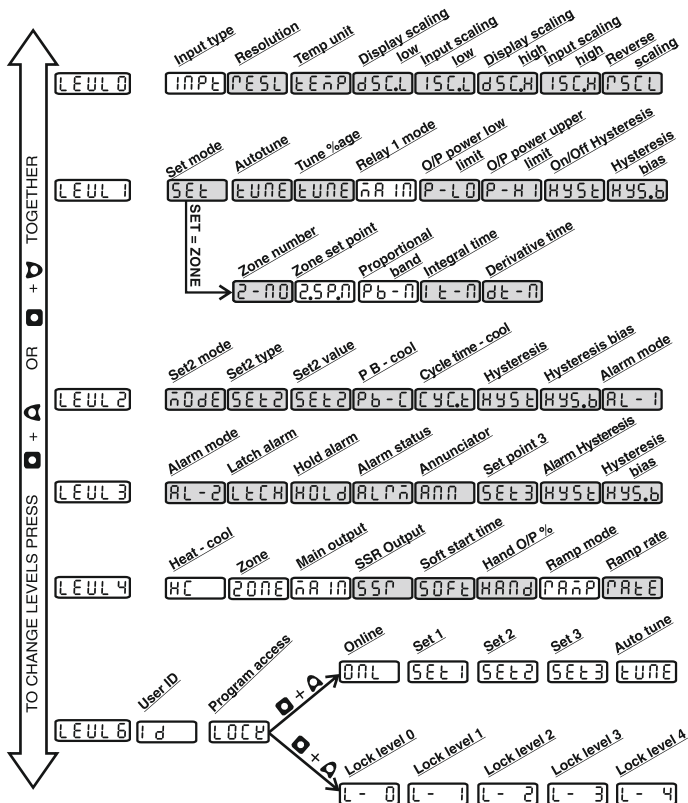 Input type
Resolution
Temp unit
Display scaling low
Input scaling low
Display scaling high
input scaling high
Reverse scaling
LEVL 0 INPt RESL tEmP dSC.L ISC.L dSC.H ISC.H RSCL
Set mode
Autotune
Tune %age
Relay 1 mode
O/P power low limit
O/P power upper limit
On/Off Hysteresis
Hysteresis bias
LEVL 1 SEt tUNE tUNE mAIN P-LO P-HI HYSt HYS.b
SET = ZONE
Zone number
Zone set point
Proportional band
Integral time
Derivative time
2-NO 2.SP.N Pb-N It-N dt-N
Set2 mode
Set2 type
Set2 value
P B - cool
Cycle time - cool
Hysteresis
Hysteresis bias
Alarm mode
LEVL 2 mOdE SEt2 SEt2 Pb-C CYC.t HYSt HYS.b AL-1
Alarm mode
Latch alarm
Hold alarm
Alarm status
Annunciator
Set point 3
Alarm Hysteresis
Hysteresis bias
LEVL 3 AL-2 LtCH HOLd ALRm ANN SEt3 HYSt HYS.b
Heat - cool
Zone
Main output
SSR Output
Soft start time
Hand O/P %
Ramp mode
Ramp rate
LEVL 4 HC ZONE mAIN SSR SOFt HANd RAmP RAtE
User ID
Program access
LEVL 6 Id LOCK
+
Online
Set 1
Set 2
Set 3
Auto tune
ONL SEt1 SEt2 SEt3 tUNE
+
Lock level 0
Lock level 1
Lock level 2
Lock level 3
Lock level 4
L - 0 L - 1 L - 2 L - 3 L - 4
TO CHANGE LEVELS PRESS + OR + TOGETHER